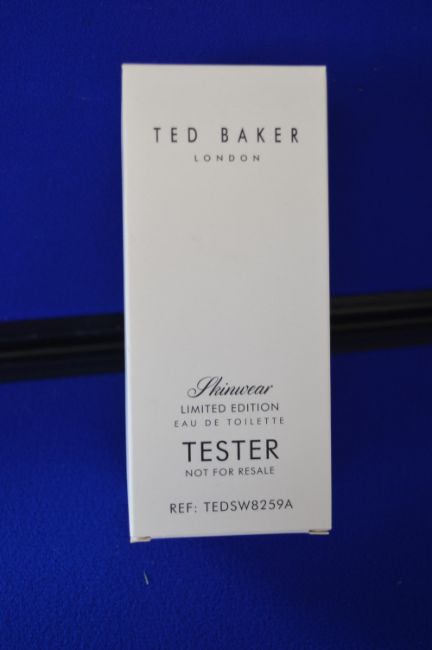 TED BAKER
LONDON
Skinwear
LIMITED EDITION
EAU DE TOILETTE
TESTER
NOT FOR RESALE
REF: TEDSW8259A